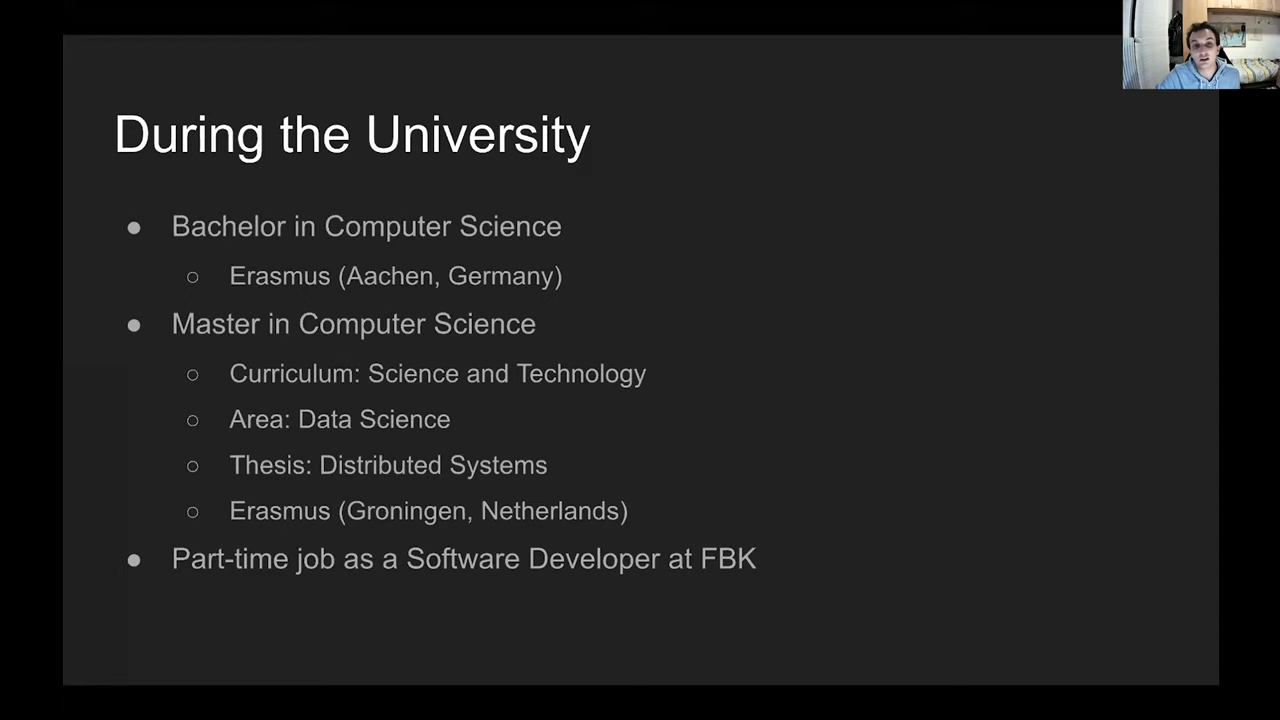 During the University
● Bachelor in Computer Science
○ Erasmus (Aachen, Germany)
● Master in Computer Science
○ Curriculum: Science and Technology
○ Area: Data Science
○ Thesis: Distributed Systems
○ Erasmus (Groningen, Netherlands)
● Part-time job as a Software Developer at FBK